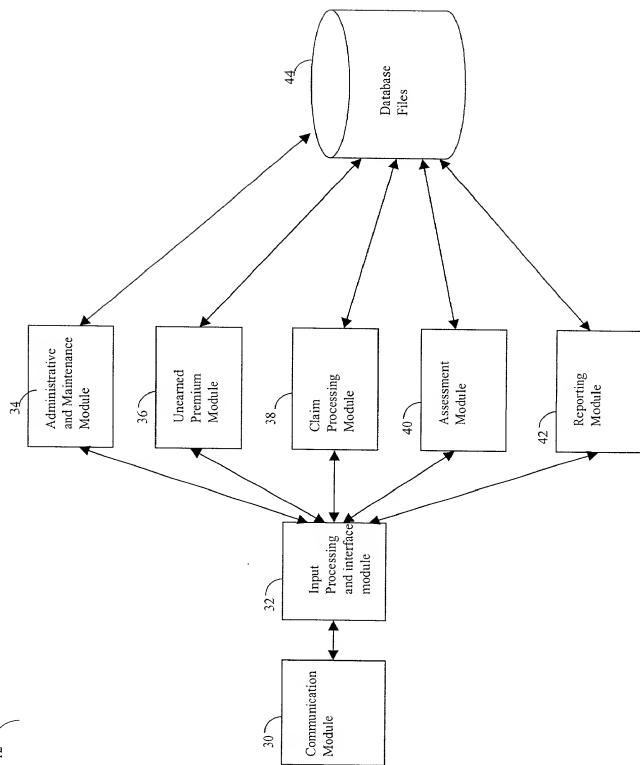 34
Administrative
and Maintenance
Module
36
Unearned
Premium
Module
38
Claim
Processing
Module
40
Assessment
Module
42
Reporting
Module
44
Database
Files
32
Input
Processing
and interface
module
30
Communication
Module